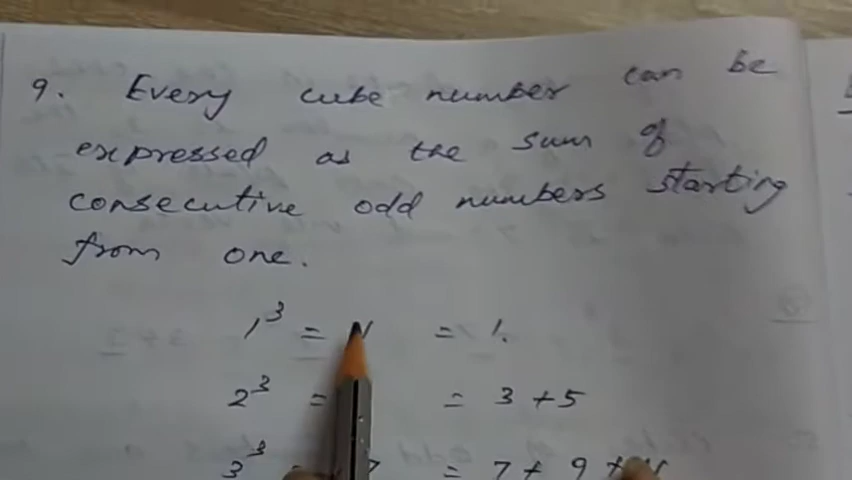 9. Every cube number can be
expressed as the sum of
consecutive odd numbers starting
from one.
1³ = 1 = 1.
2³ = = 3 + 5
3³ = 7 + 9 +